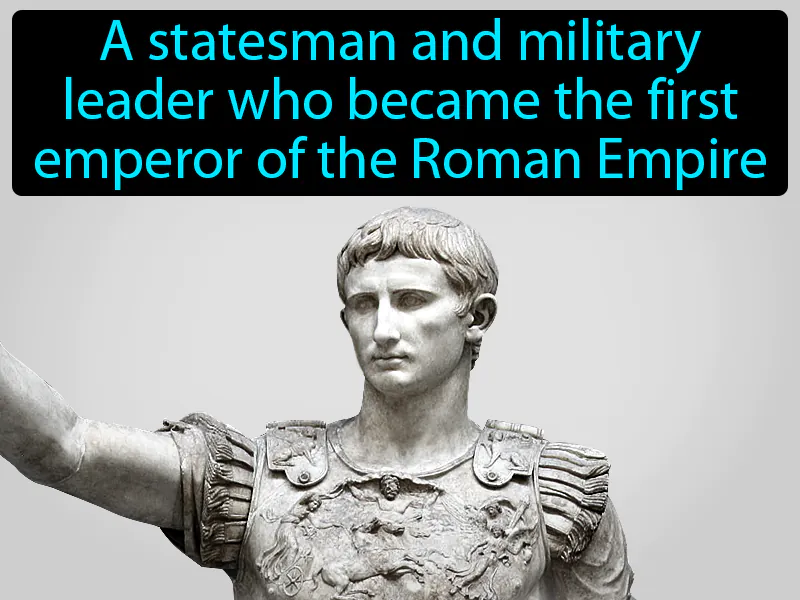 A statesman and military
leader who became the first
emperor of the Roman Empire